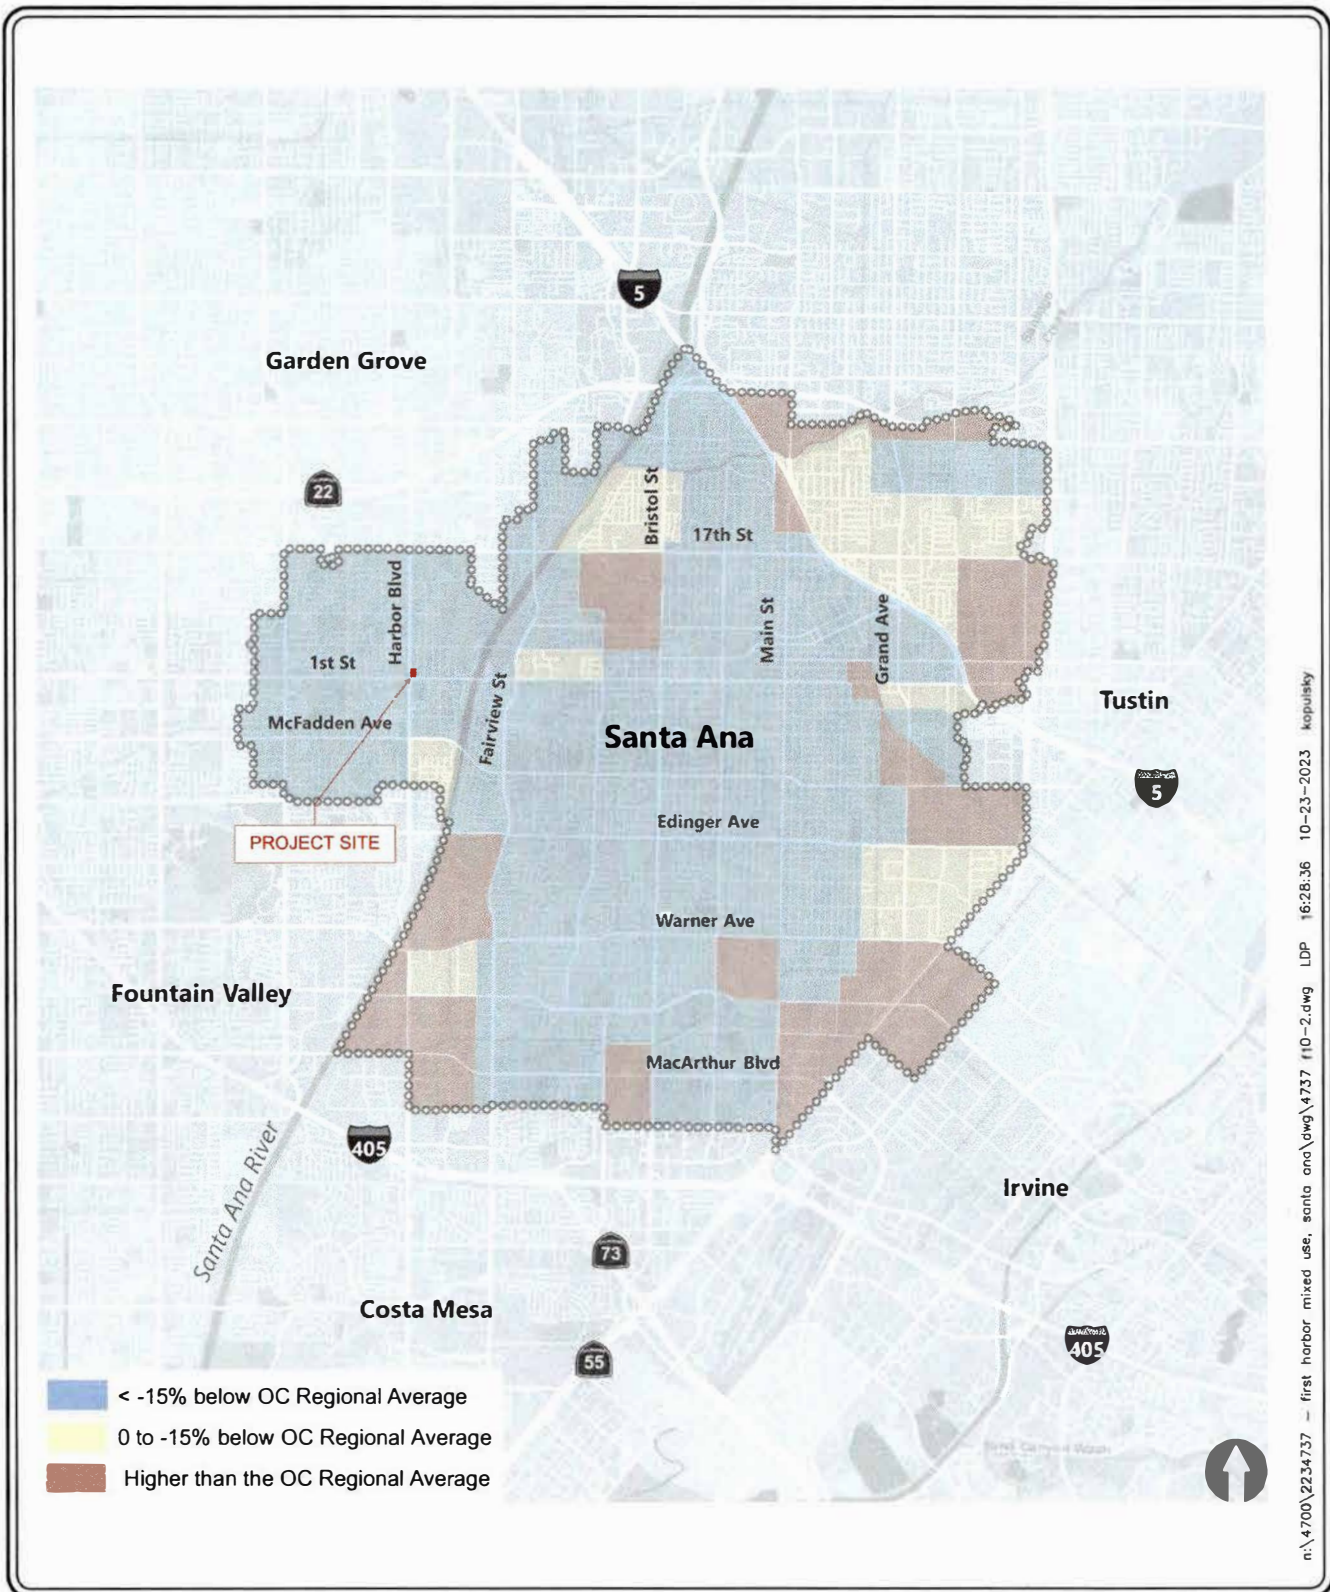 5
Garden Grove
22
Bristol St
17th St
Harbor Blvd
Main St
Grand Ave
1st St
Fairview St
McFadden Ave
Santa Ana
Tustin
5
Edinger Ave
PROJECT SITE
Warner Ave
Fountain Valley
MacArthur Blvd
405
Santa Ana River
Irvine
73
Costa Mesa
55
405
< -15% below OC Regional Average
0 to -15% below OC Regional Average
Higher than the OC Regional Average
n:\4700\2234737 - first harbor mixed use, santa ana\dwg\4737 f10-2.dwg LDP 16:28:36 10-23-2023 kopulsky